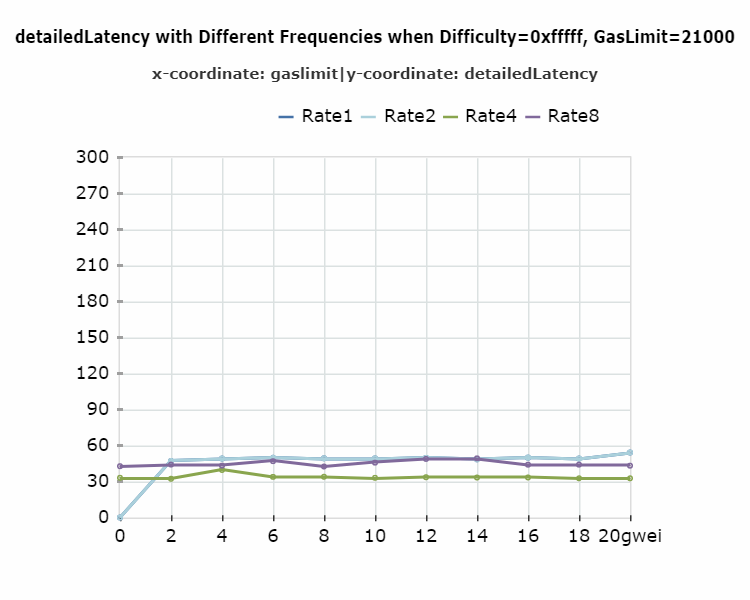 detailedLatency with Different Frequencies when Difficulty=0xfffff, GasLimit=21000
x-coordinate: gaslimit|y-coordinate: detailedLatency
Rate1 Rate2 Rate4 Rate8
300
270
240
210
180
150
120
90
60
30
0
0 2 4 6 8 10 12 14 16 18 20gwei